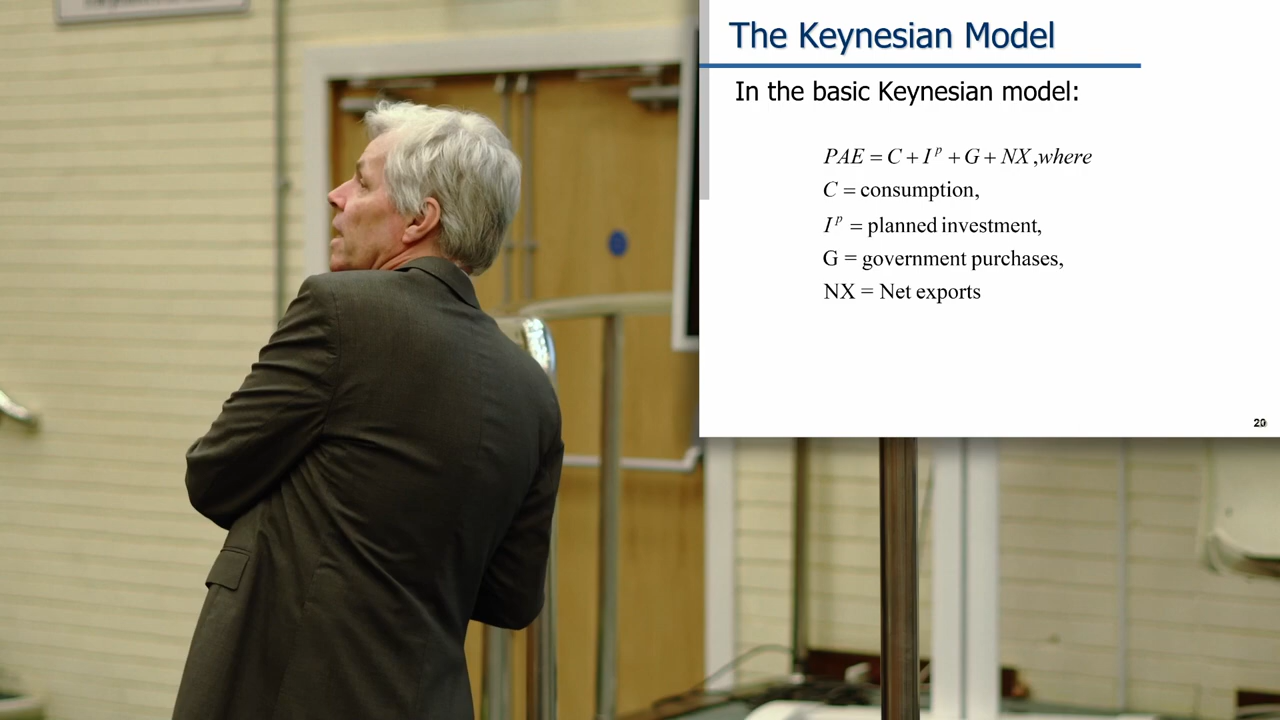 The Keynesian Model
In the basic Keynesian model:
PAE = C + I^p + G + NX ,where
C = consumption,
I^p = planned investment,
G = government purchases,
NX = Net exports
20